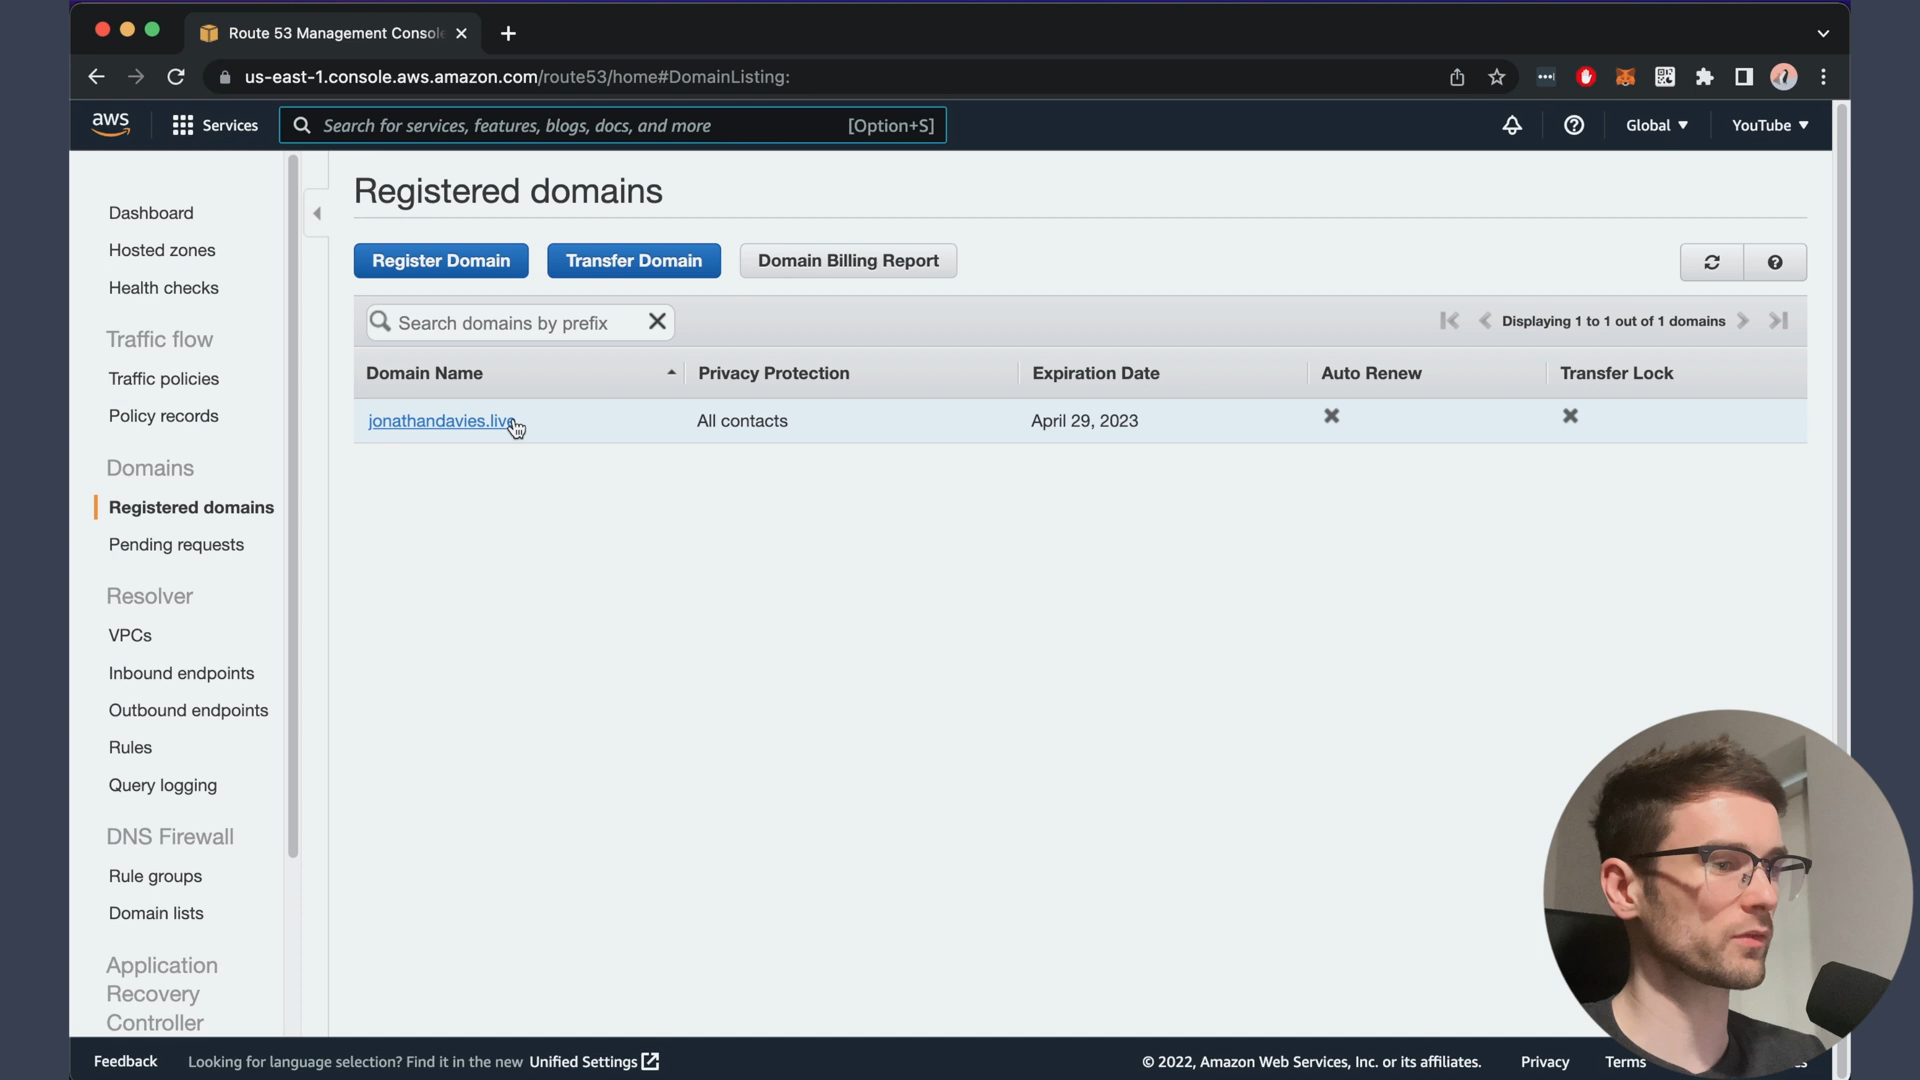 Route 53 Management Consol
us-east-1.console.aws.amazon.com/route53/home#DomainListing:
aws
Services
Search for services, features, blogs, docs, and more
[Option+S]
Global
YouTube
Dashboard
Hosted zones
Health checks
Traffic flow
Traffic policies
Policy records
Domains
Registered domains
Pending requests
Resolver
VPCs
Inbound endpoints
Outbound endpoints
Rules
Query logging
DNS Firewall
Rule groups
Domain lists
Application
Recovery
Controller
Registered domains
Register Domain
Transfer Domain
Domain Billing Report
Search domains by prefix
Displaying 1 to 1 out of 1 domains
Domain Name
Privacy Protection
Expiration Date
Auto Renew
Transfer Lock
jonathandavies.live
All contacts
April 29, 2023
Feedback
Looking for language selection? Find it in the new Unified Settings
© 2022, Amazon Web Services, Inc. or its affiliates.
Privacy
Terms